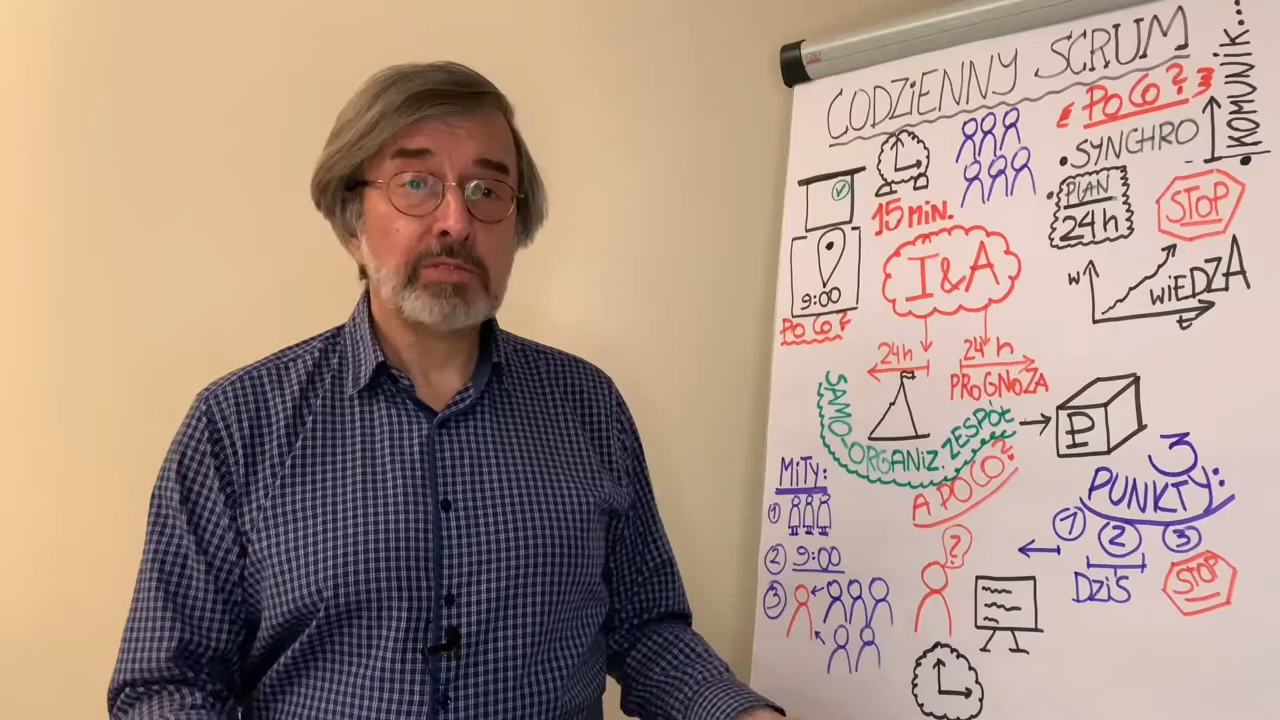 CODZIENNY SCRUM
PO CO?
• SYNCHRO
• KOMUNIK...
15 MIN.
• PLAN
24h
STOP
9:00
PO CO?
I&A
W
WIEDZA
t
24h
24h
PROGNOZA
SAMO-ORGANIZ. ZESPÓŁ
P
A PO CO?
MiTy:
1
2 9:00
3
3
PUNKTY:
1 2 3
DZiŚ
STOP
?